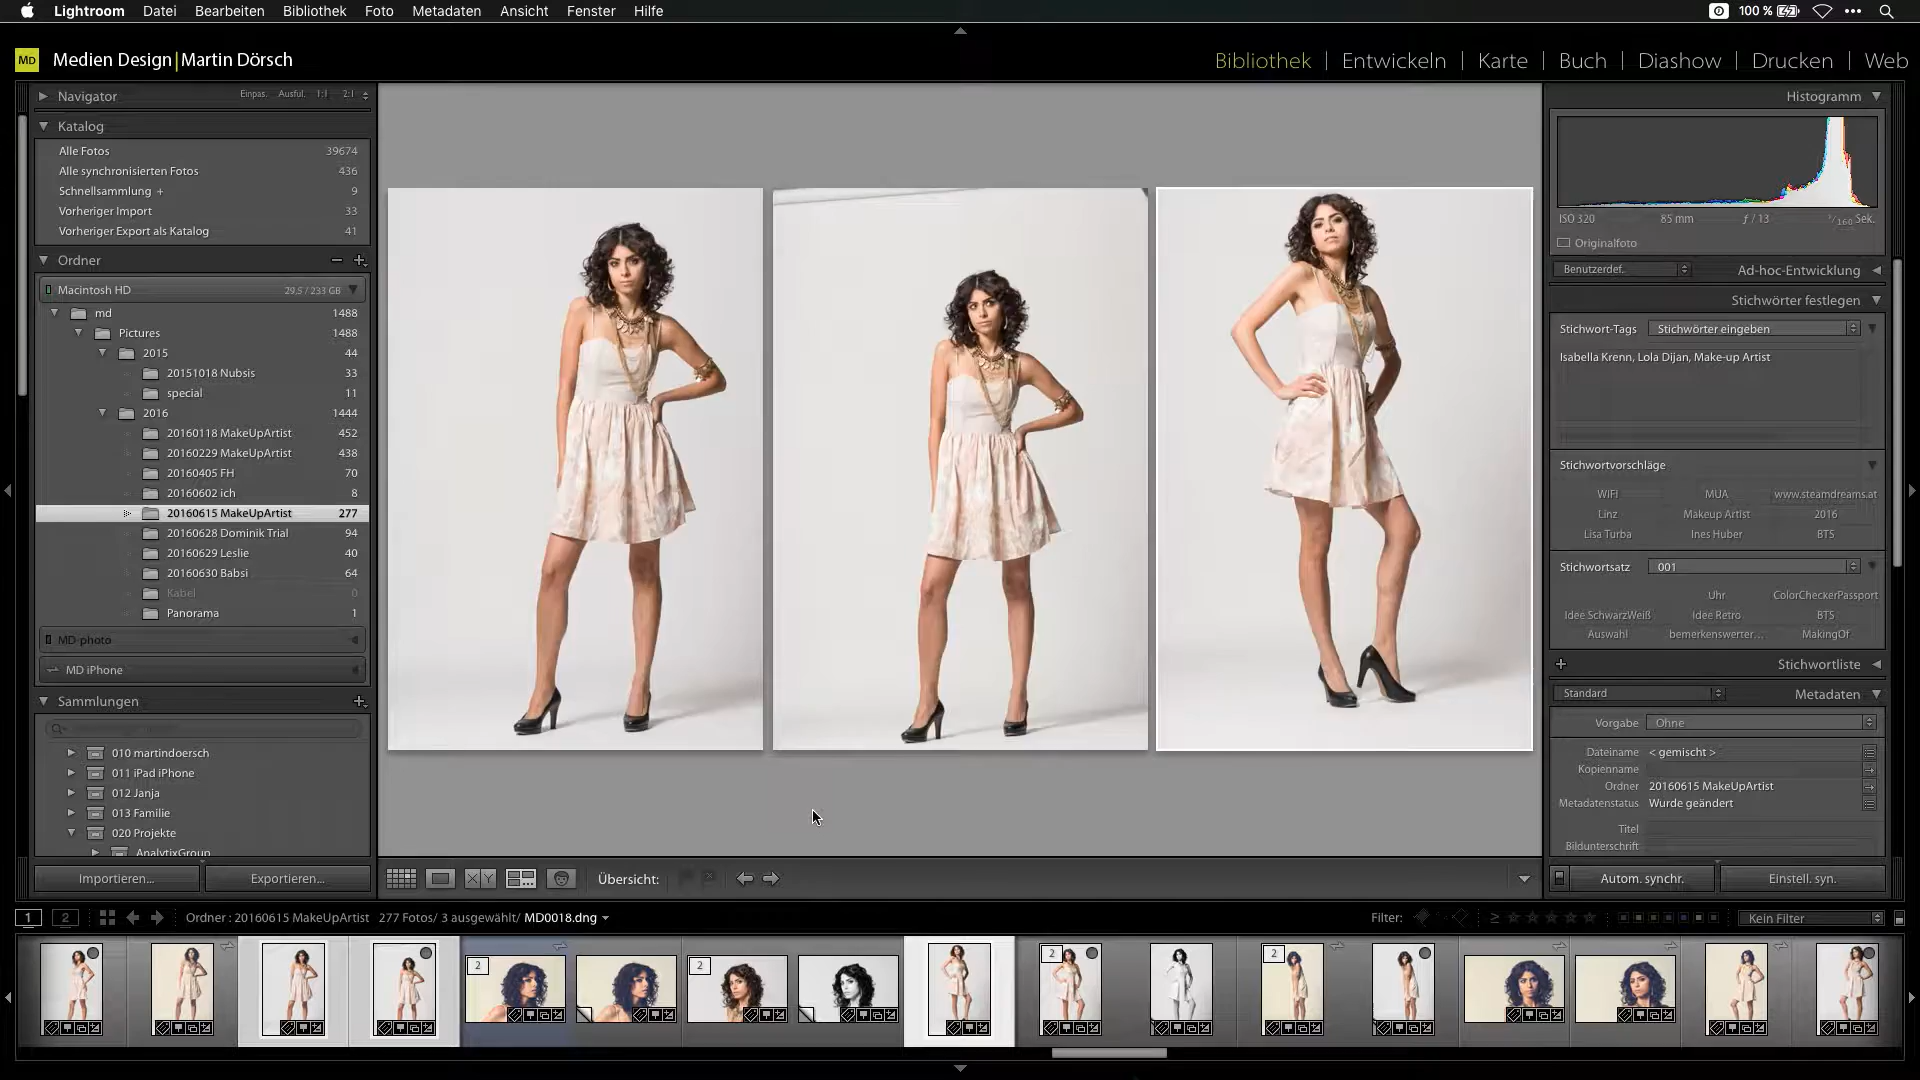 Lightroom Datei Bearbeiten Bibliothek Foto Metadaten Ansicht Fenster Hilfe 100 %
MD Medien Design|Martin Dörsch
Bibliothek | Entwickeln | Karte | Buch | Diashow | Drucken | Web
Navigator Einpas. Ausfül. 1:1 2:1
Katalog
Alle Fotos 39674
Alle synchronisierten Fotos 436
Schnellsammlung + 9
Vorheriger Import 33
Vorheriger Export als Katalog 41
Ordner
Macintosh HD 29,5 / 233 GB
md 1488
Pictures 1488
2015 44
20151018 Nubsis 33
special 11
2016 1444
20160118 MakeUpArtist 452
20160229 MakeUpArtist 438
20160405 FH 70
20160602 ich 8
20160615 MakeUpArtist 277
20160628 Dominik Trial 94
20160629 Leslie 40
20160630 Babsi 64
Kabel 0
Panorama 1
MD-photo
MD iPhone
Sammlungen
010 martindoersch
011 iPad iPhone
012 Janja
013 Familie
020 Projekte
AnalytixGroup
Importieren... Exportieren...
XY Übersicht:
Histogramm
ISO 320 85 mm ƒ / 13 1/160 Sek.
Originalfoto
Benutzerdef. Ad-hoc-Entwicklung
Stichwörter festlegen
Stichwort-Tags Stichwörter eingeben
Isabella Krenn, Lola Dijan, Make-up Artist
Stichwortvorschläge
WIFI MUA www.steamdreams.at
Linz Makeup Artist 2016
Lisa Turba Ines Huber BTS
Stichwortsatz 001
Uhr ColorCheckerPassport
Idee SchwarzWeiß Idee Retro BTS
Auswahl bemerkenswerter... MakingOf
Stichwortliste
Standard Metadaten
Vorgabe Ohne
Dateiname < gemischt >
Kopienname
Ordner 20160615 MakeUpArtist
Metadatenstatus Wurde geändert
Titel
Bildunterschrift
Autom. synchr. Einstell. syn.
1 2 Ordner : 20160615 MakeUpArtist 277 Fotos/ 3 ausgewählt/ MD0018.dng Filter: ≥ Kein Filter
2 2 2 2